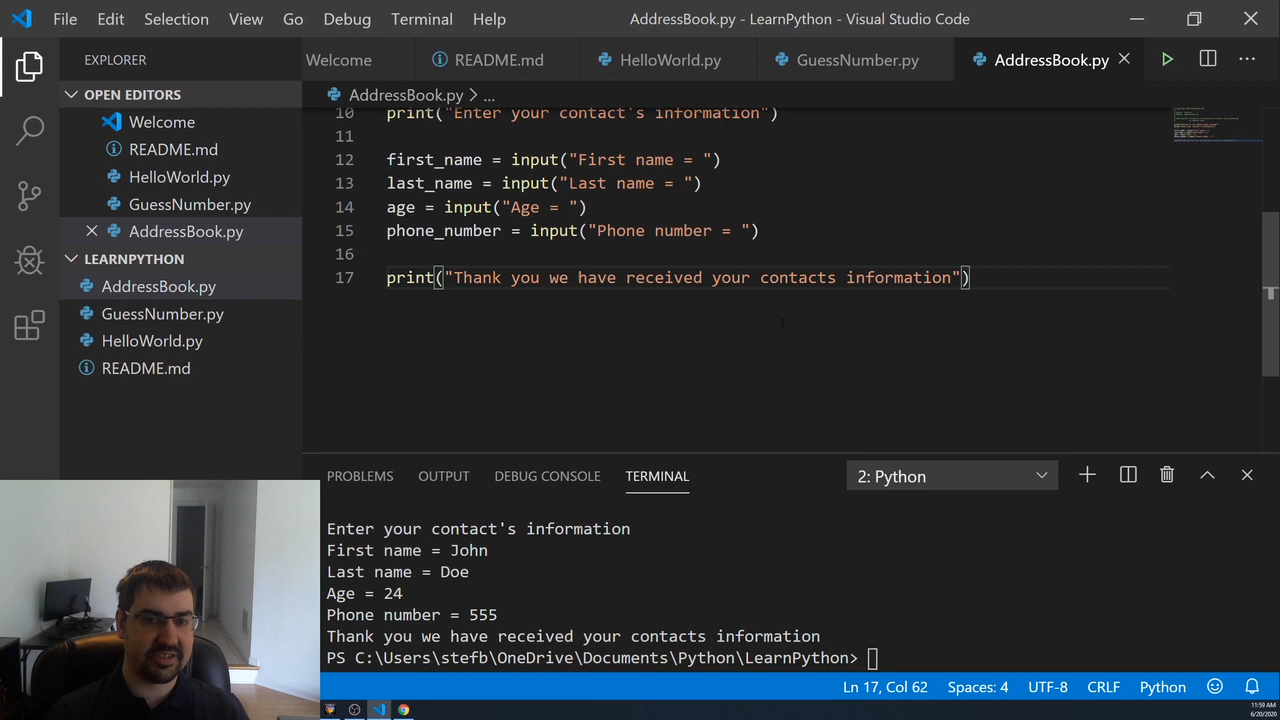 File Edit Selection View Go Debug Terminal Help AddressBook.py - LearnPython - Visual Studio Code
EXPLORER
Welcome README.md HelloWorld.py GuessNumber.py AddressBook.py
OPEN EDITORS
Welcome
README.md
HelloWorld.py
GuessNumber.py
AddressBook.py
LEARNPYTHON
AddressBook.py
GuessNumber.py
HelloWorld.py
README.md
AddressBook.py > ...
10 print("Enter your contact's information")
11
12 first_name = input("First name = ")
13 last_name = input("Last name = ")
14 age = input("Age = ")
15 phone_number = input("Phone number = ")
16
17 print("Thank you we have received your contacts information")
PROBLEMS OUTPUT DEBUG CONSOLE TERMINAL 2: Python
Enter your contact's information
First name = John
Last name = Doe
Age = 24
Phone number = 555
Thank you we have received your contacts information
PS C:\Users\stefb\OneDrive\Documents\Python\LearnPython>
Ln 17, Col 62 Spaces: 4 UTF-8 CRLF Python
11:59 AM
6/20/2020